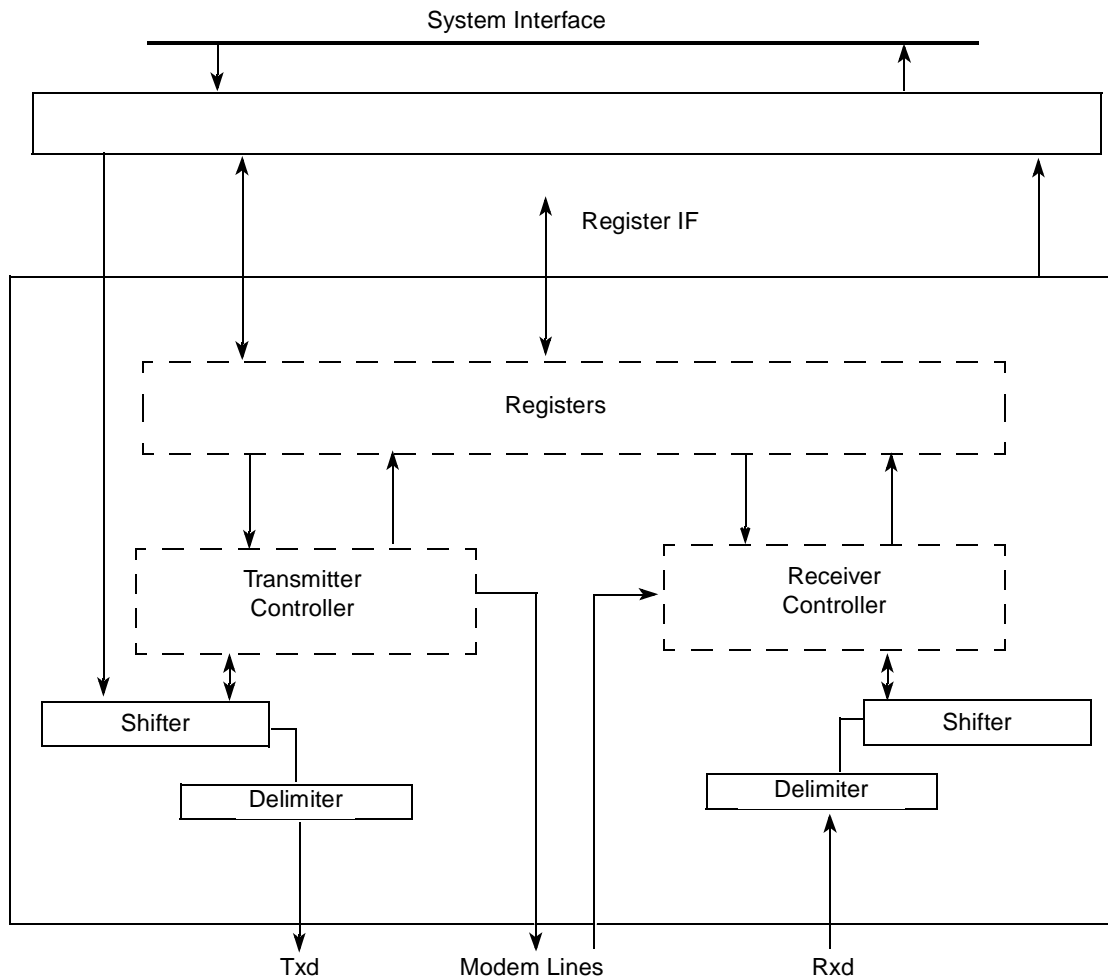 System Interface
Register IF
Registers
Transmitter
Controller
Receiver
Controller
Shifter
Shifter
Delimiter
Delimiter
Txd
Modem Lines
Rxd